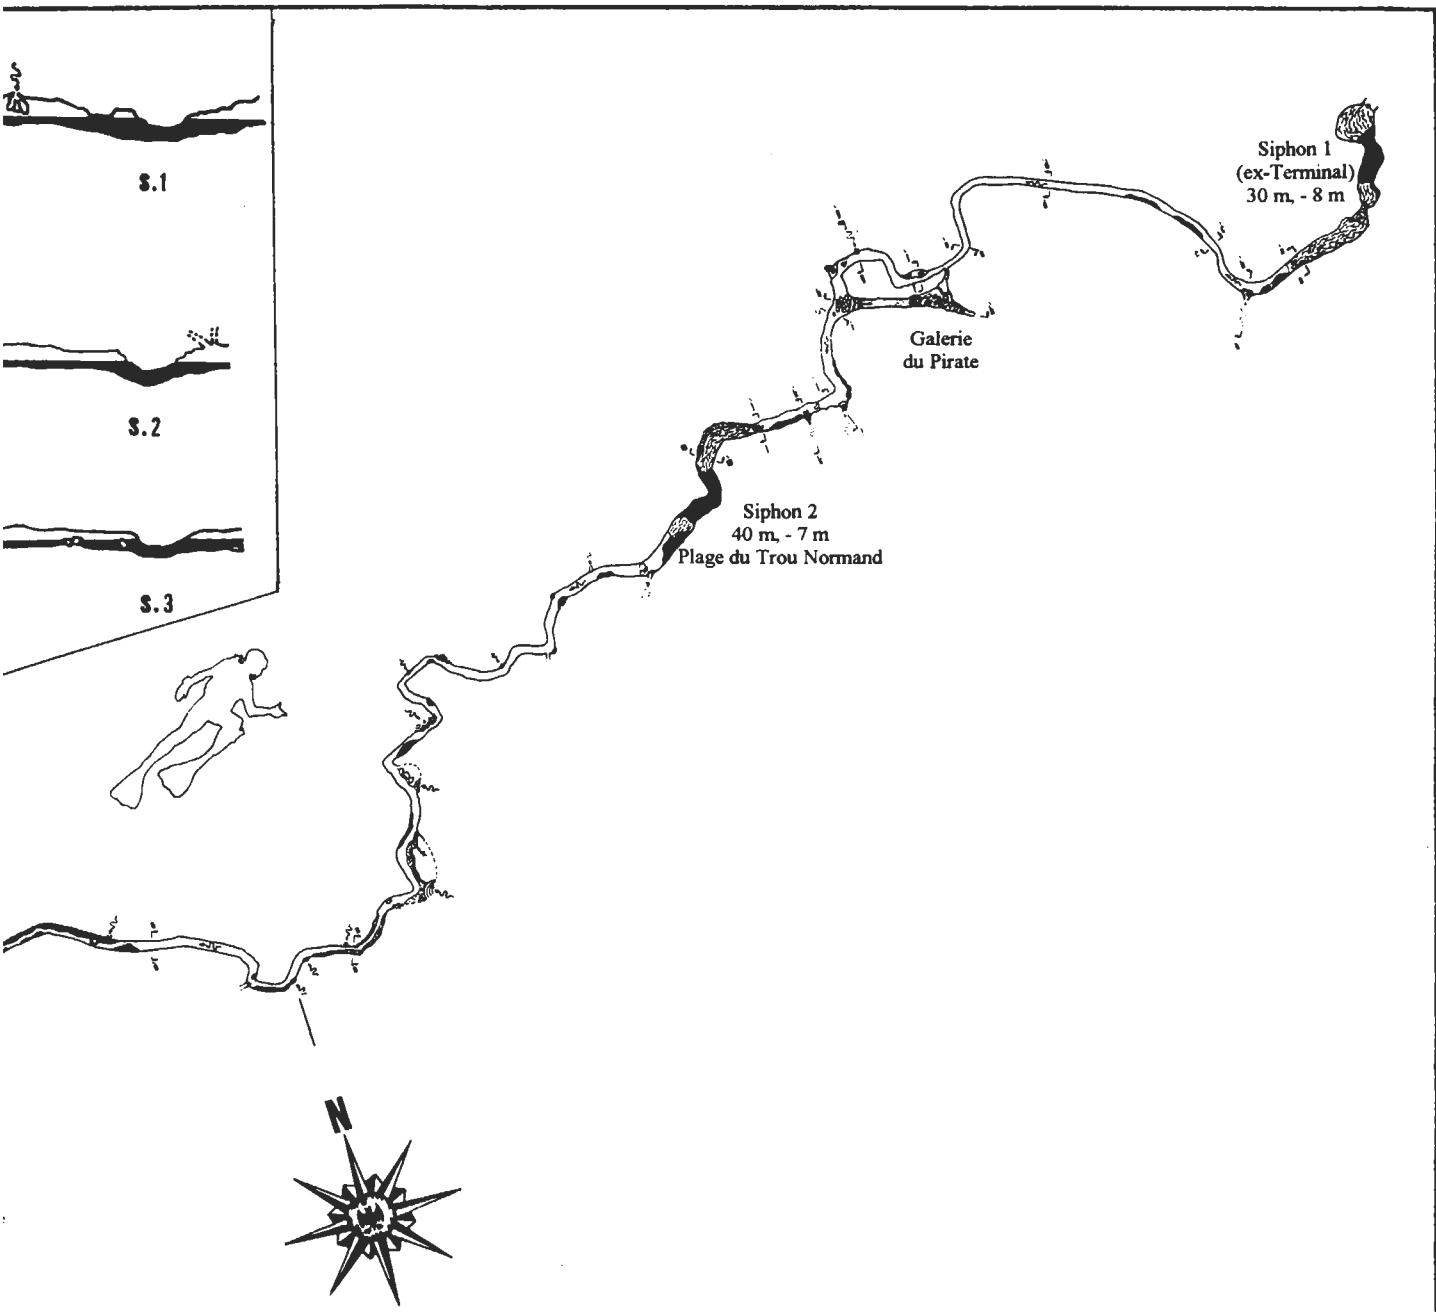 S.1
S.2
S.3
Siphon 1
(ex-Terminal)
30 m, - 8 m
Galerie
du Pirate
Siphon 2
40 m, - 7 m
Plage du Trou Normand
N